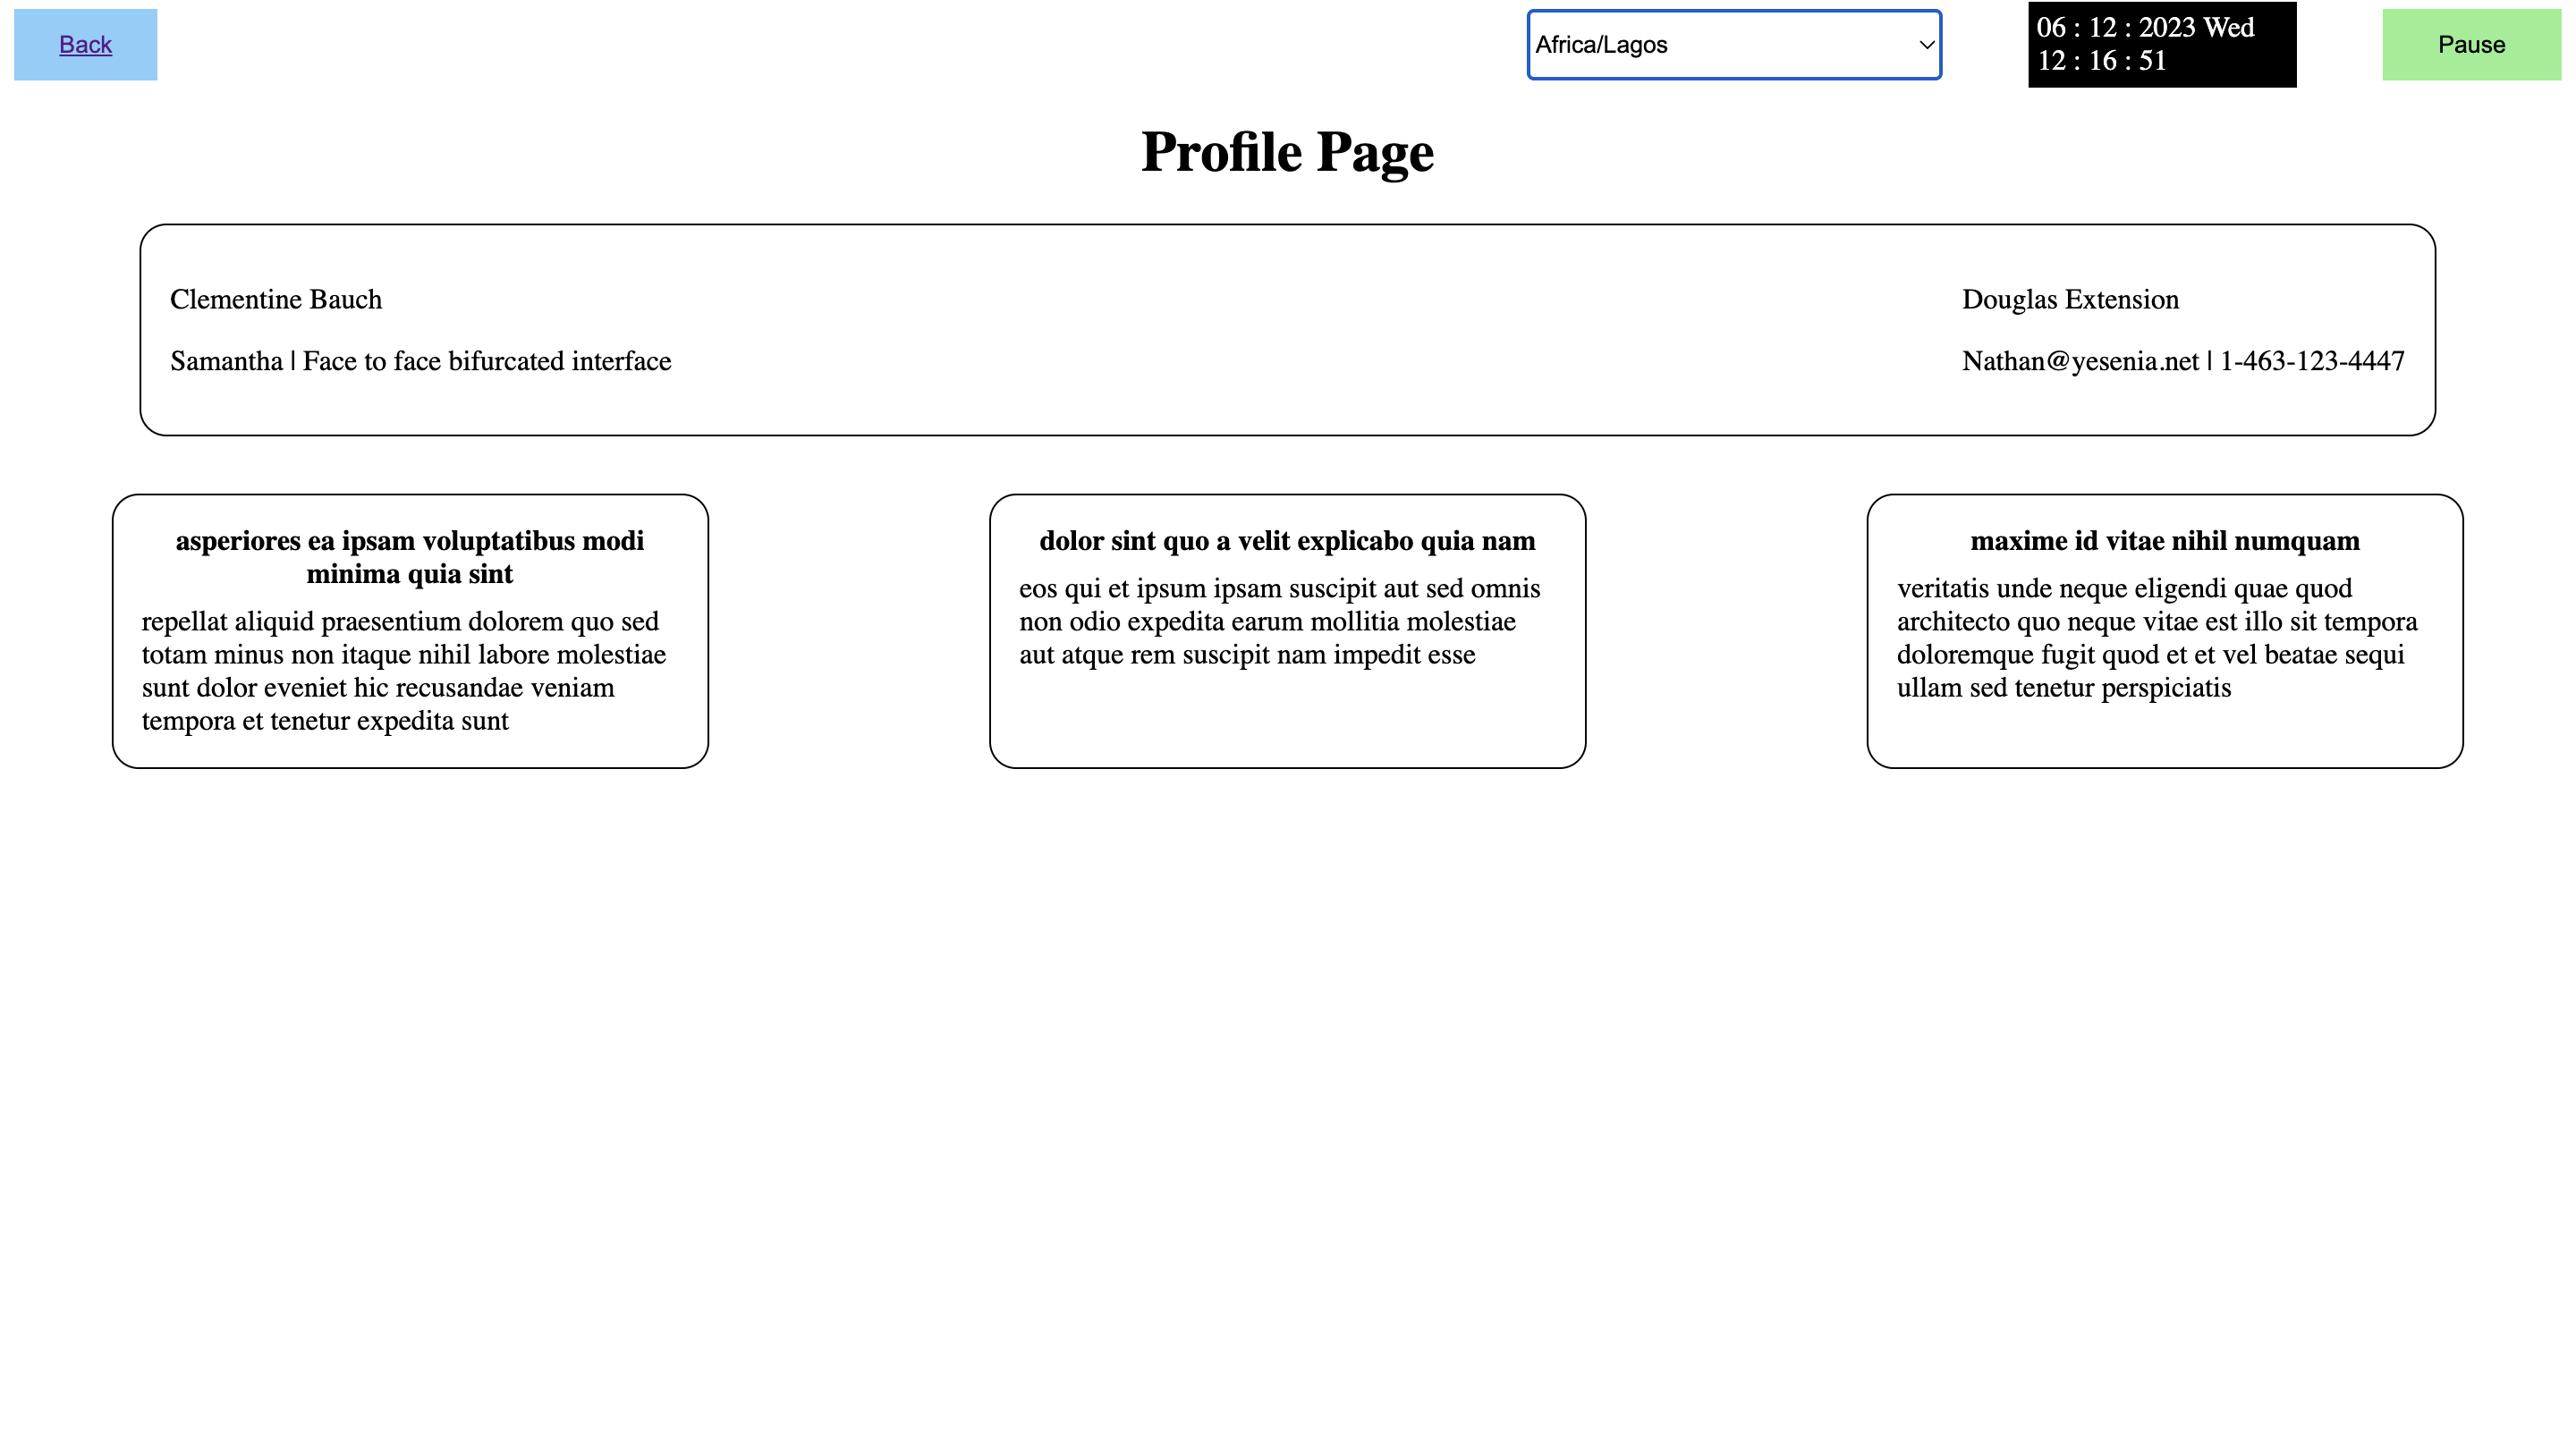 Back
Africa/Lagos
06 : 12 : 2023 Wed
12 : 16 : 51
Pause
Profile Page
Clementine Bauch
Samantha | Face to face bifurcated interface
Douglas Extension
Nathan@yesenia.net | 1-463-123-4447
asperiores ea ipsam voluptatibus modi
minima quia sint
repellat aliquid praesentium dolorem quo sed
totam minus non itaque nihil labore molestiae
sunt dolor eveniet hic recusandae veniam
tempora et tenetur expedita sunt
dolor sint quo a velit explicabo quia nam
eos qui et ipsum ipsam suscipit aut sed omnis
non odio expedita earum mollitia molestiae
aut atque rem suscipit nam impedit esse
maxime id vitae nihil numquam
veritatis unde neque eligendi quae quod
architecto quo neque vitae est illo sit tempora
doloremque fugit quod et et vel beatae sequi
ullam sed tenetur perspiciatis